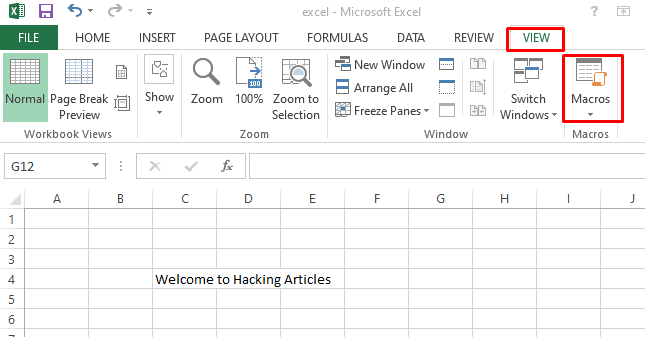 excel - Microsoft Excel ?
FILE HOME INSERT PAGE LAYOUT FORMULAS DATA REVIEW VIEW
Normal Page Break Preview
Show
Zoom 100% Zoom to Selection
New Window
Arrange All
Freeze Panes
Switch Windows
Macros
Workbook Views Zoom Window Macros
G12 fx
A B C D E F G H I J
1
2
3
4 Welcome to Hacking Articles
5
6
7